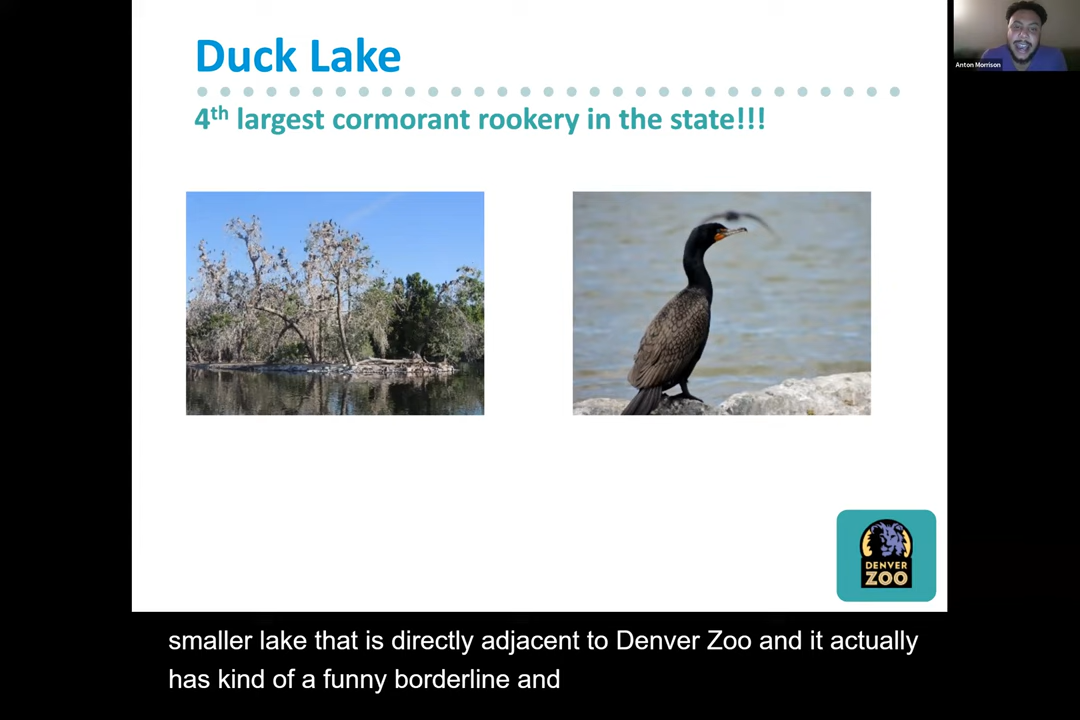 Duck Lake
4th largest cormorant rookery in the state!!!
Anton Morrison
DENVER
ZOO
smaller lake that is directly adjacent to Denver Zoo and it actually
has kind of a funny borderline and